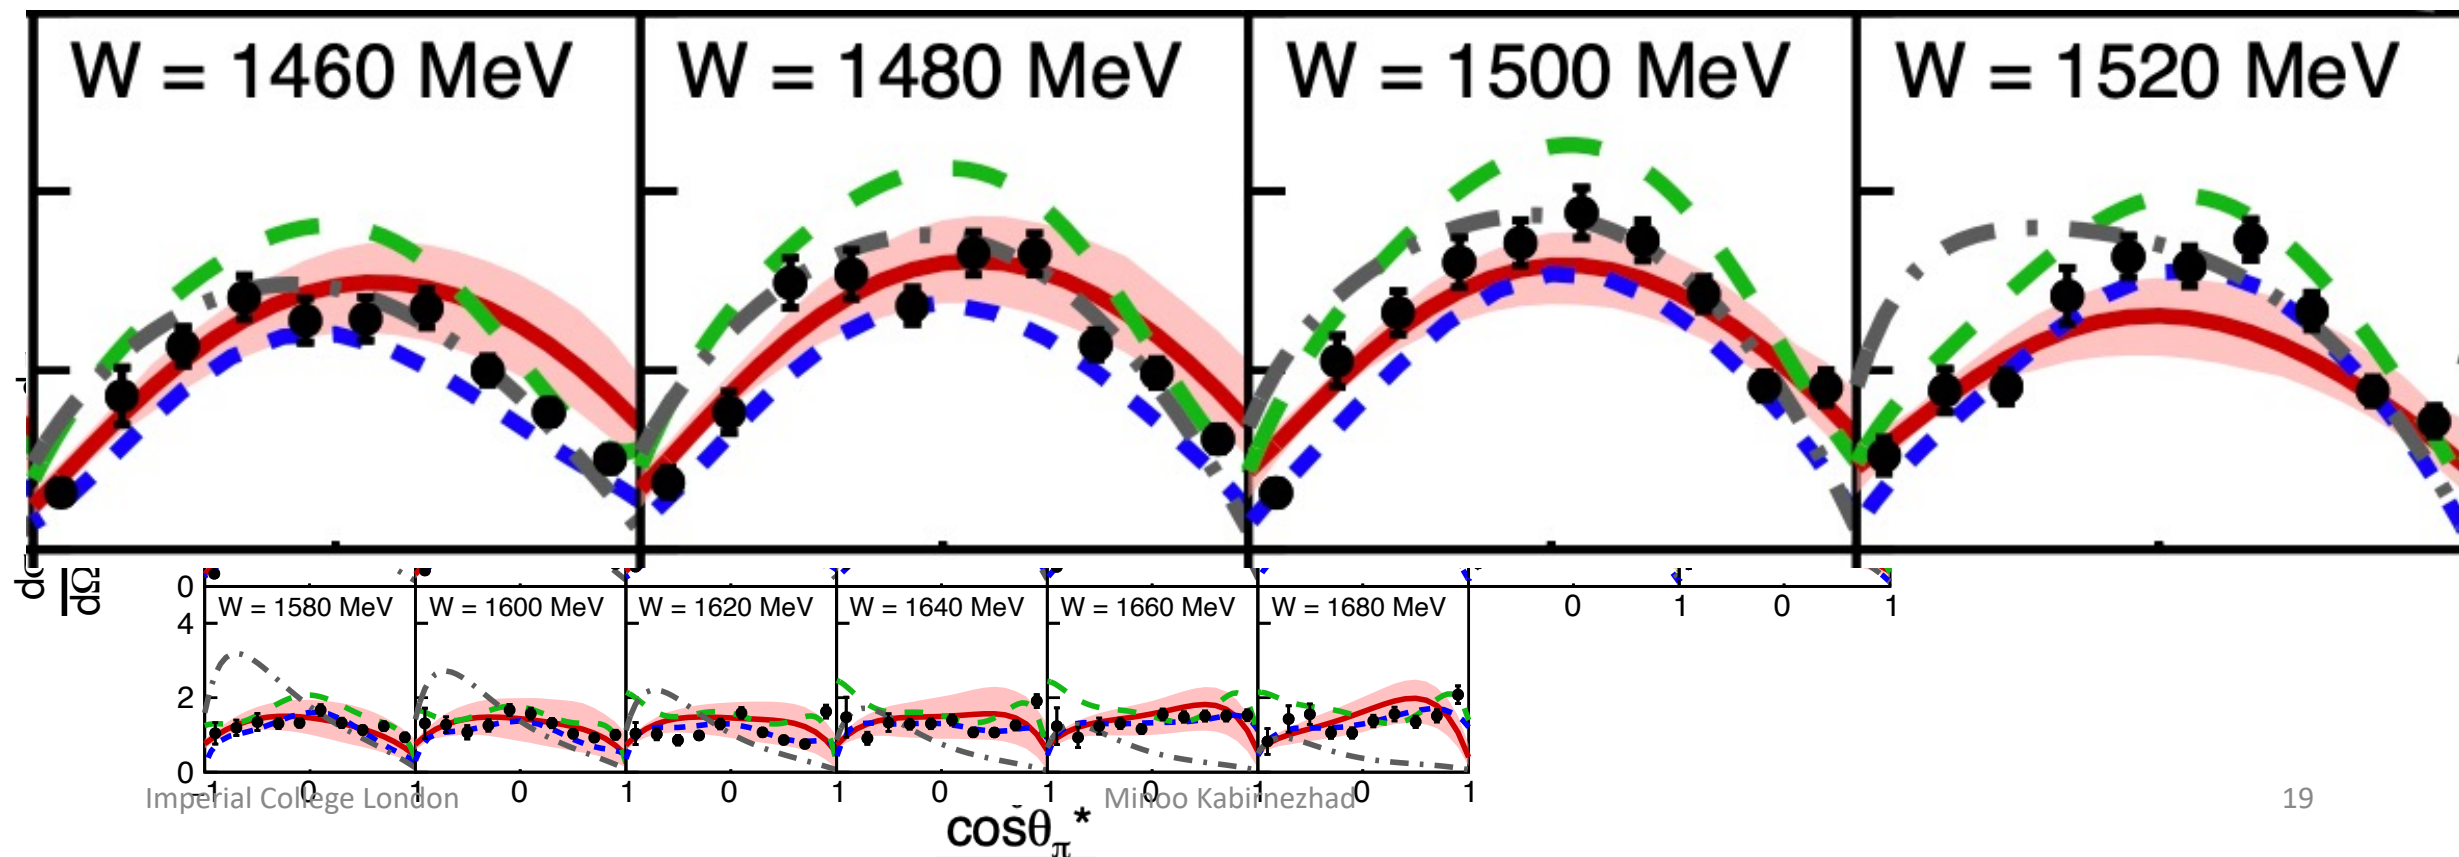 W = 1460 MeV W = 1480 MeV W = 1500 MeV W = 1520 MeV
dΩ
0 0 1 0 1
W = 1580 MeV W = 1600 MeV W = 1620 MeV W = 1640 MeV W = 1660 MeV W = 1680 MeV
4
2
0
−1 0 0 1 0 1 0 1 0 1 0 1
cosθπ*
Imperial College London Minoo Kabirnezhad 19